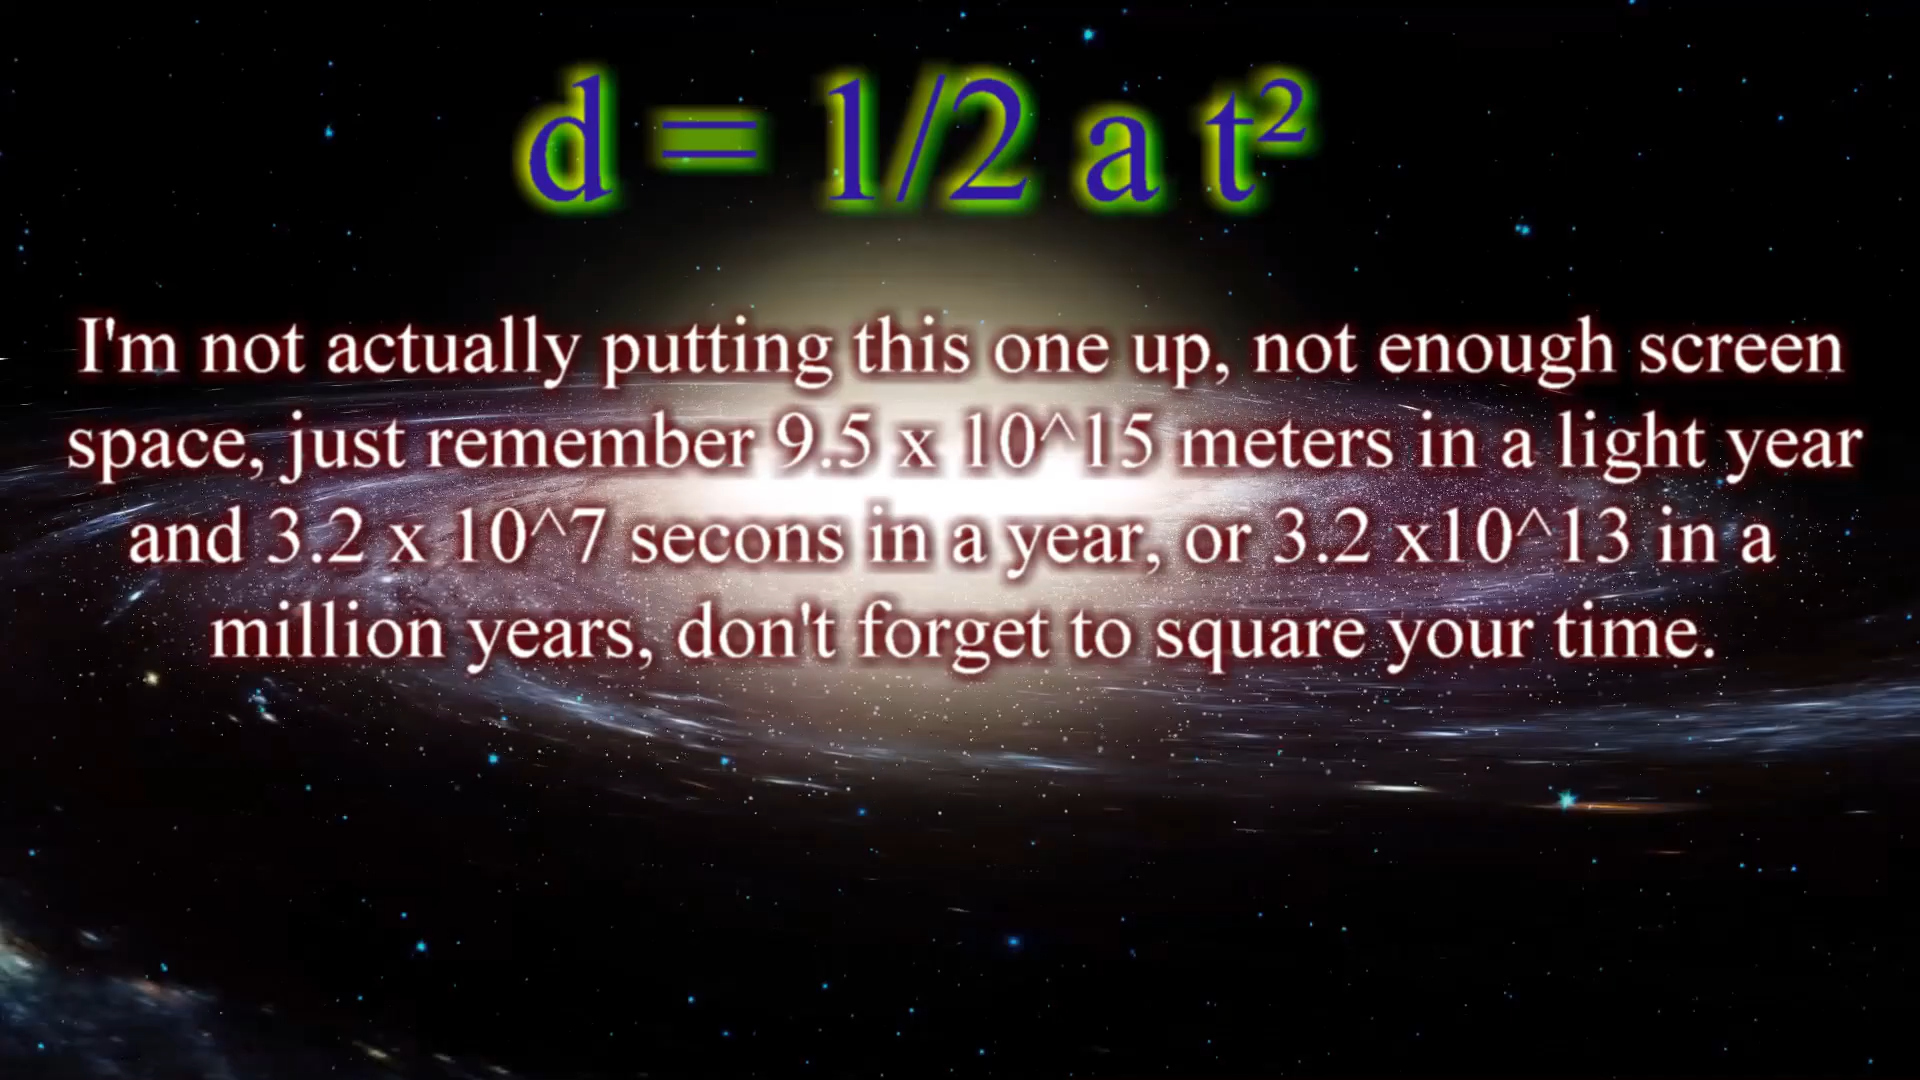 d = 1/2 a t²
I'm not actually putting this one up, not enough screen
space, just remember 9.5 x 10^15 meters in a light year
and 3.2 x 10^7 secons in a year, or 3.2 x10^13 in a
million years, don't forget to square your time.